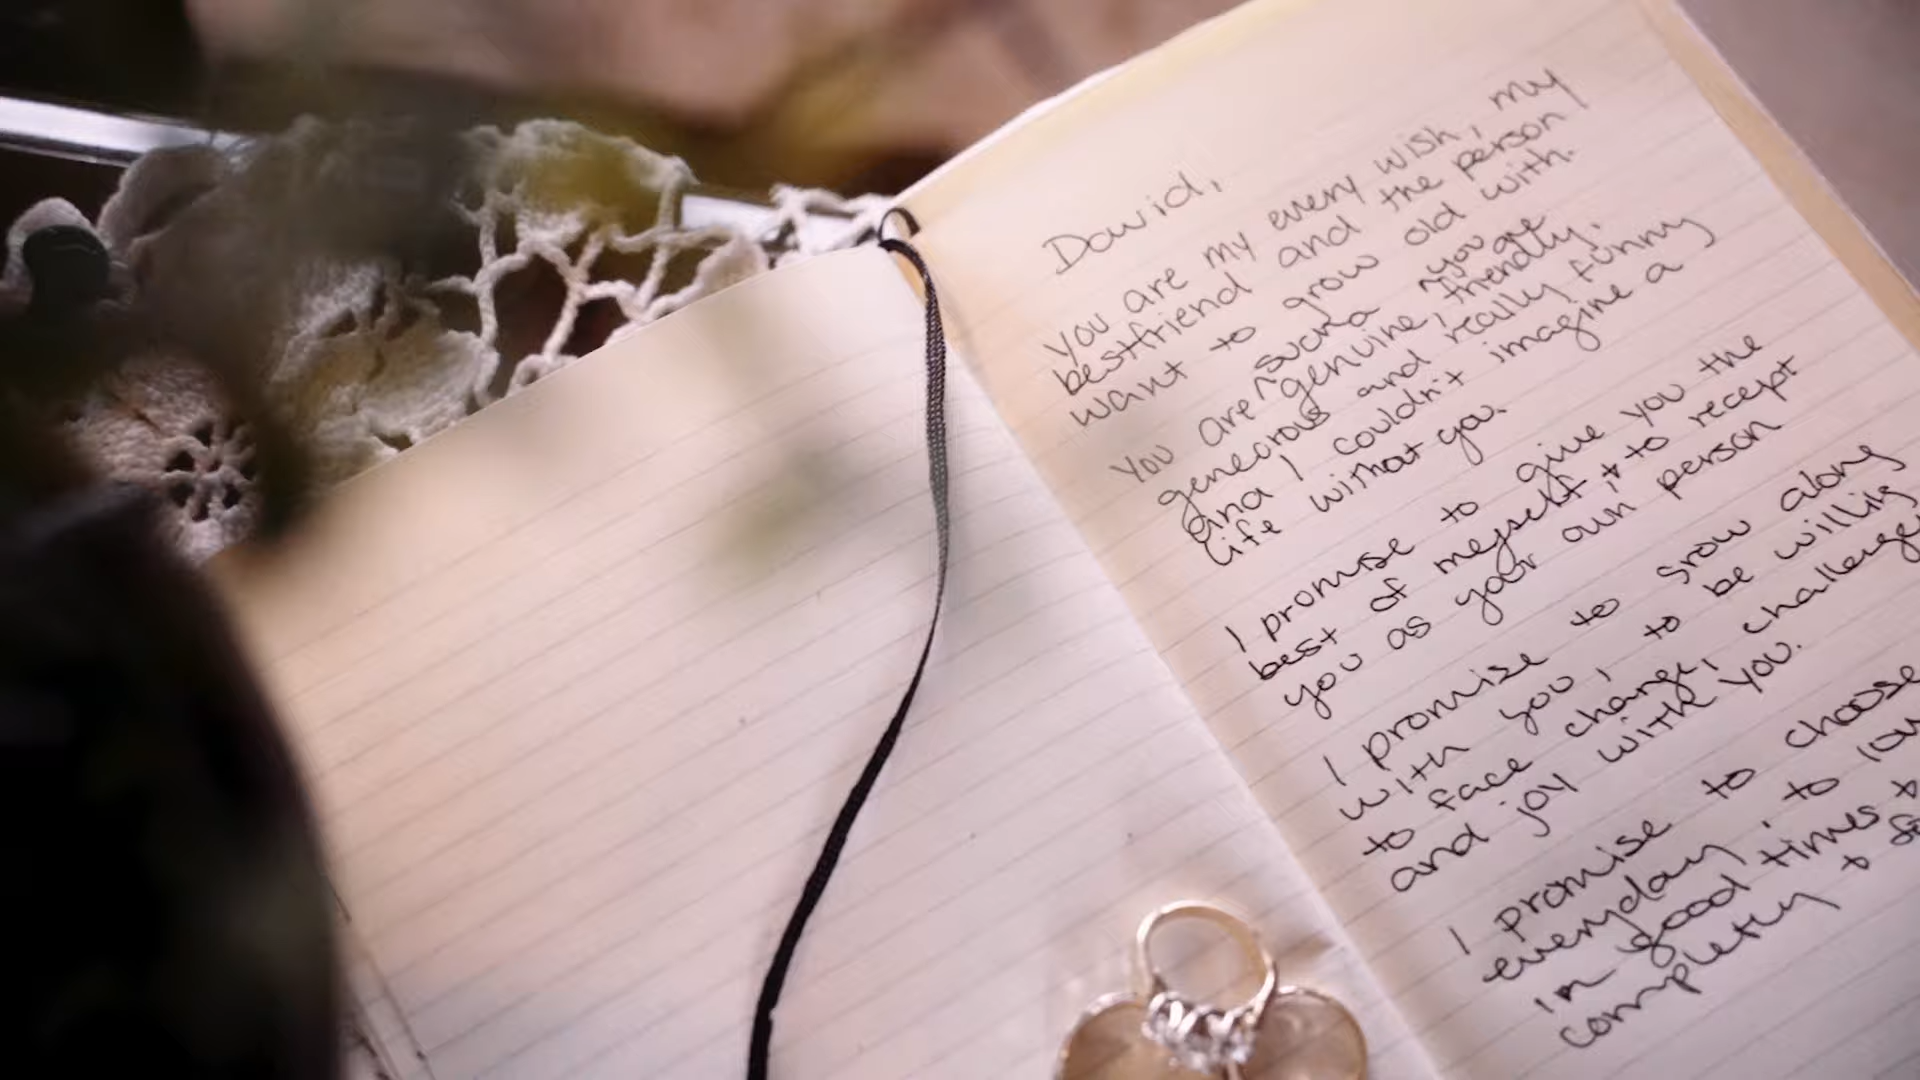 David,
You are my every wish, my
bestfriend and the person I
want to grow old with.
You are such a you are
genuine, friendly,
generous and really funny
and I couldn't imagine a
life without you.
I promise to give you the
best of myself, + to
you as your own person
I promise to grow along
with you, to be willing
to face change, challenges
and joy with you.
I promise to choose
everyday, to
in good times +
completly +